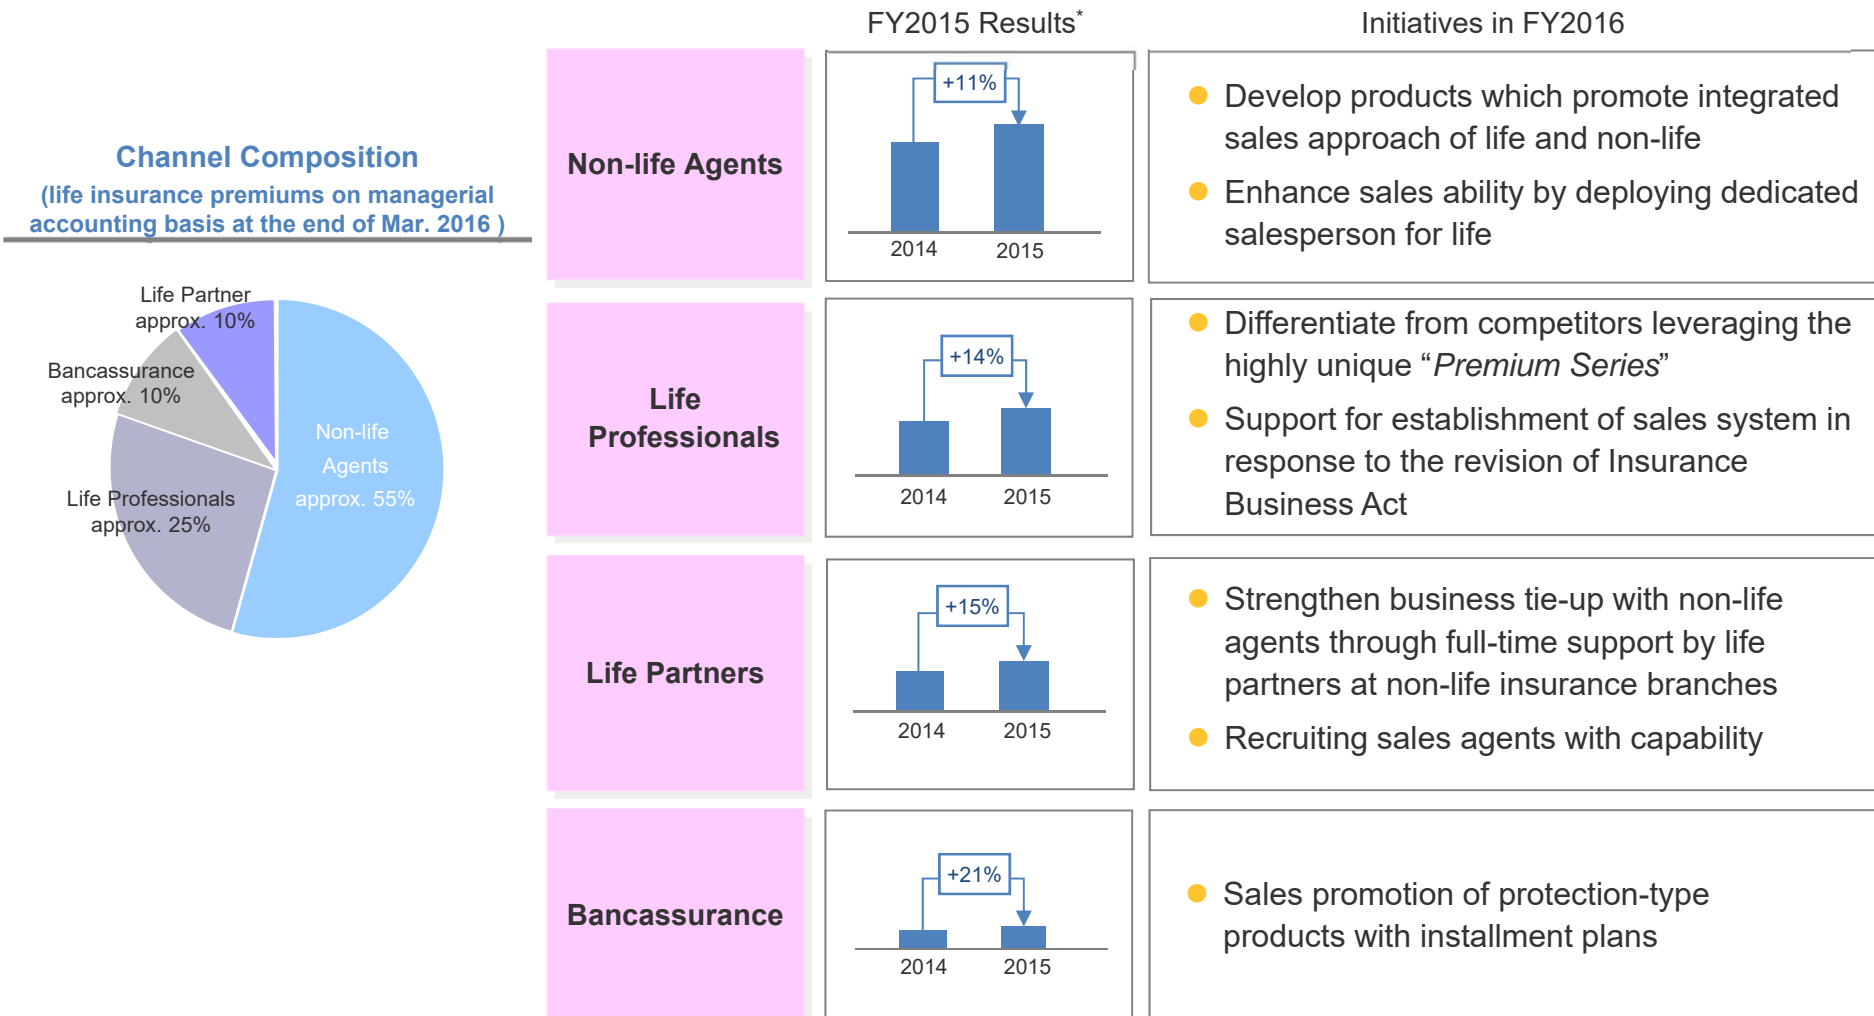 FY2015 Results*
Initiatives in FY2016
Channel Composition
(life insurance premiums on managerial
accounting basis at the end of Mar. 2016 )
Life Partner
approx. 10%
Bancassurance
approx. 10%
Life Professionals
approx. 25%
Non-life
Agents
approx. 55%
Non-life Agents
+11%
2014
2015
Develop products which promote integrated
sales approach of life and non-life
Enhance sales ability by deploying dedicated
salesperson for life
Life
Professionals
+14%
2014
2015
Differentiate from competitors leveraging the
highly unique “Premium Series”
Support for establishment of sales system in
response to the revision of Insurance
Business Act
Life Partners
+15%
2014
2015
Strengthen business tie-up with non-life
agents through full-time support by life
partners at non-life insurance branches
Recruiting sales agents with capability
Bancassurance
+21%
2014
2015
Sales promotion of protection-type
products with installment plans